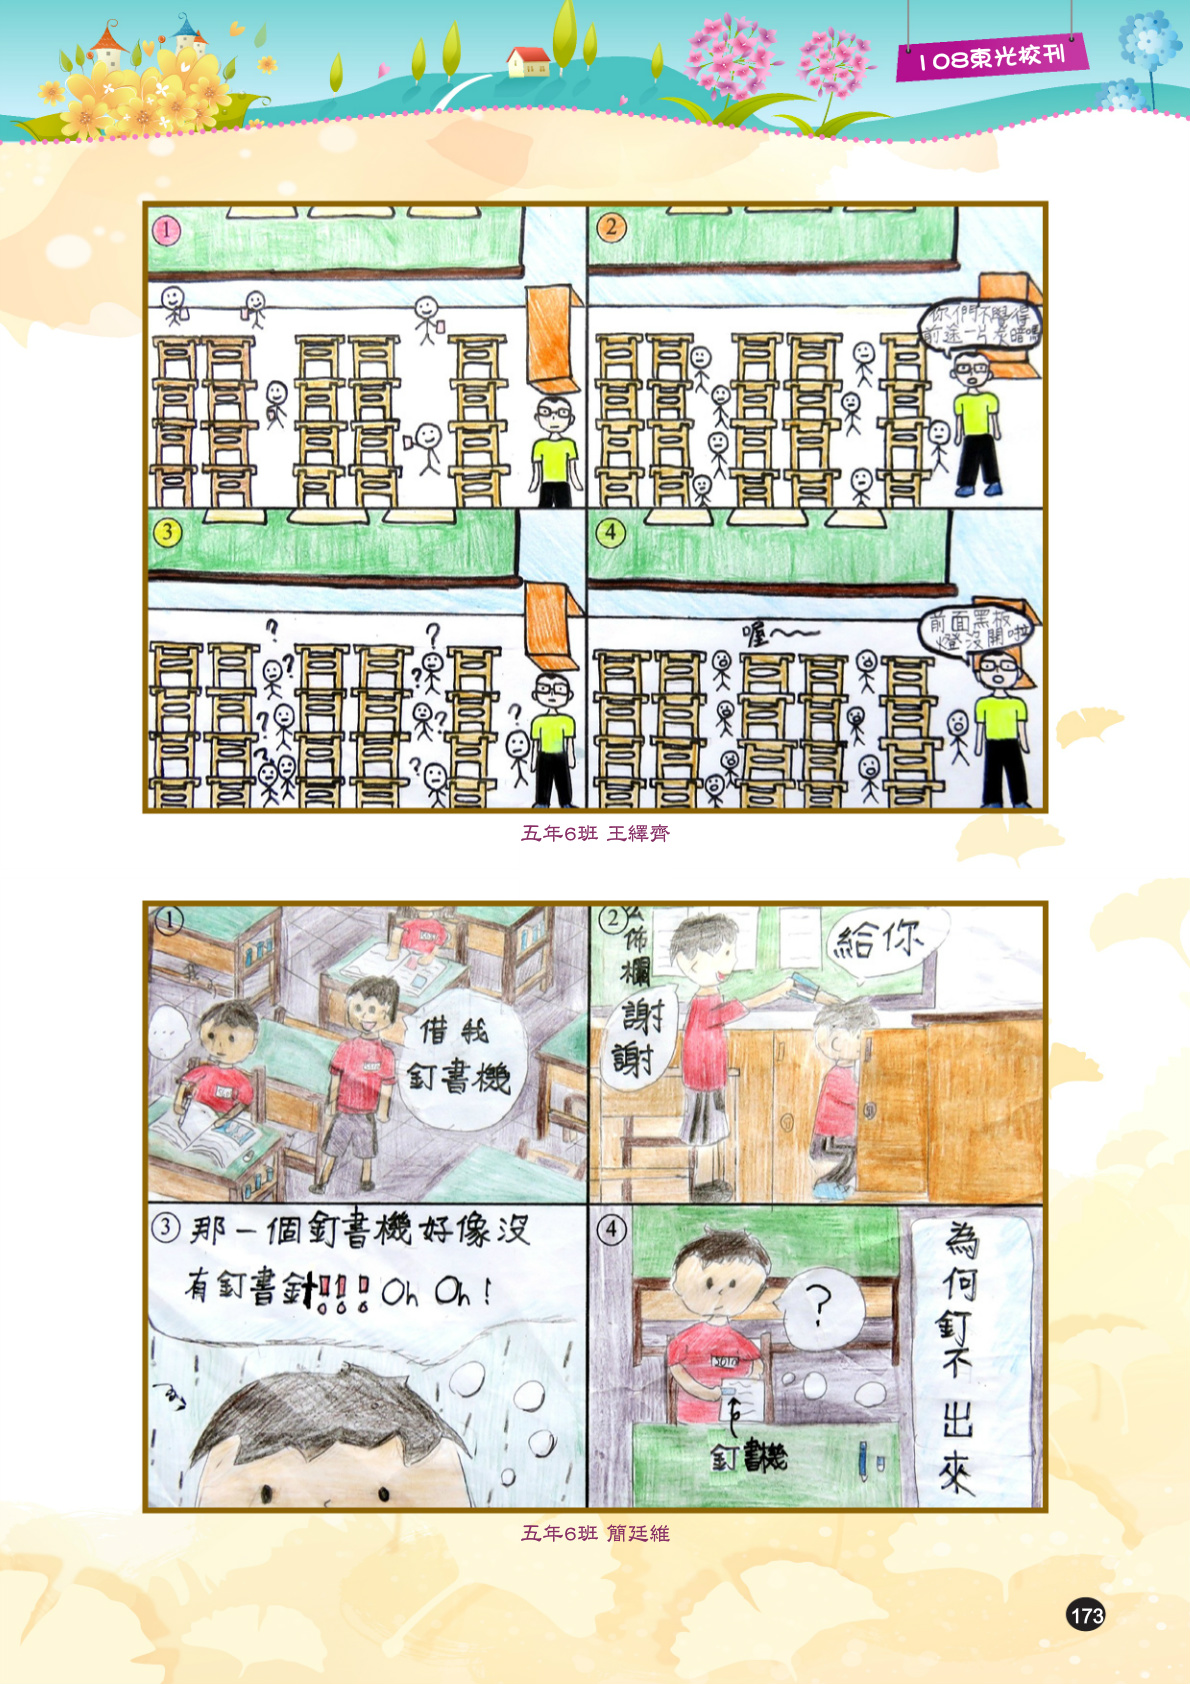 108東光校刊
1
2
你們不覺得
前途一片黑暗嗎
3
?
?
?
?
?
?
?
?
?
4
喔~~
前面黑板
燈沒開啦
五年6班 王繹齊
1
...
借我
釘書機
2
公佈欄
給你
謝謝
3
那一個釘書機好像沒
有釘書針!!! Oh Oh!
4
?
為何釘不出來
釘書機
五年6班 簡廷維
173